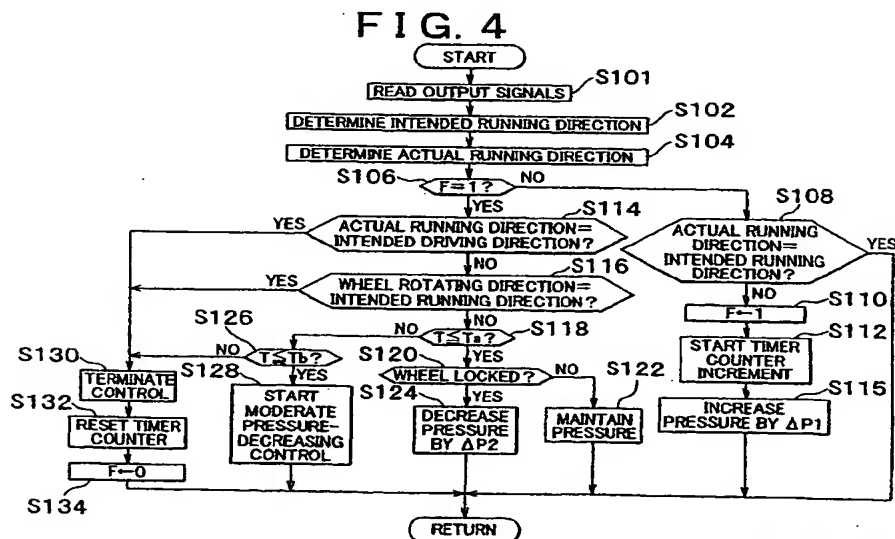 FIG. 4
START
READ OUTPUT SIGNALS
S101
DETERMINE INTENDED RUNNING DIRECTION
S102
DETERMINE ACTUAL RUNNING DIRECTION
S104
S106
F=1?
NO
YES
S108
ACTUAL RUNNING
DIRECTION=
INTENDED RUNNING
DIRECTION?
YES
NO
S114
YES
ACTUAL RUNNING DIRECTION=
INTENDED DRIVING DIRECTION?
NO
S116
YES
WHEEL ROTATING DIRECTION=
INTENDED RUNNING DIRECTION?
NO
S110
F←1
S112
START TIMER
COUNTER
INCREMENT
S115
INCREASE PRESSURE BY ΔP1
S118
T≦Ta?
NO
YES
S126
NO
T≦Tb?
YES
S120
WHEEL LOCKED?
NO
YES
S122
MAINTAIN
PRESSURE
S124
DECREASE
PRESSURE
BY ΔP2
S128
START
MODERATE
PRESSURE-
DECREASING
CONTROL
S130
TERMINATE
CONTROL
S132
RESET TIMER
COUNTER
F←0
S134
RETURN